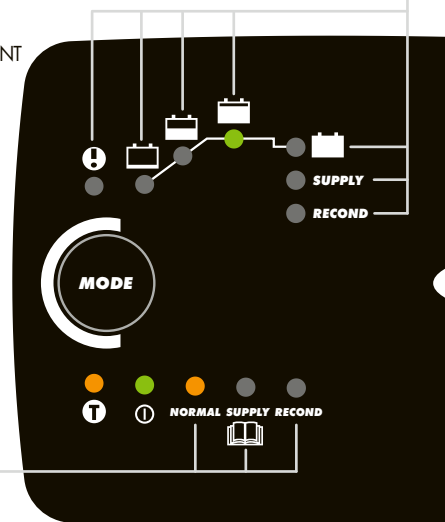 NT
SUPPLY
RECOND
MODE
T
NORMAL SUPPLY RECOND